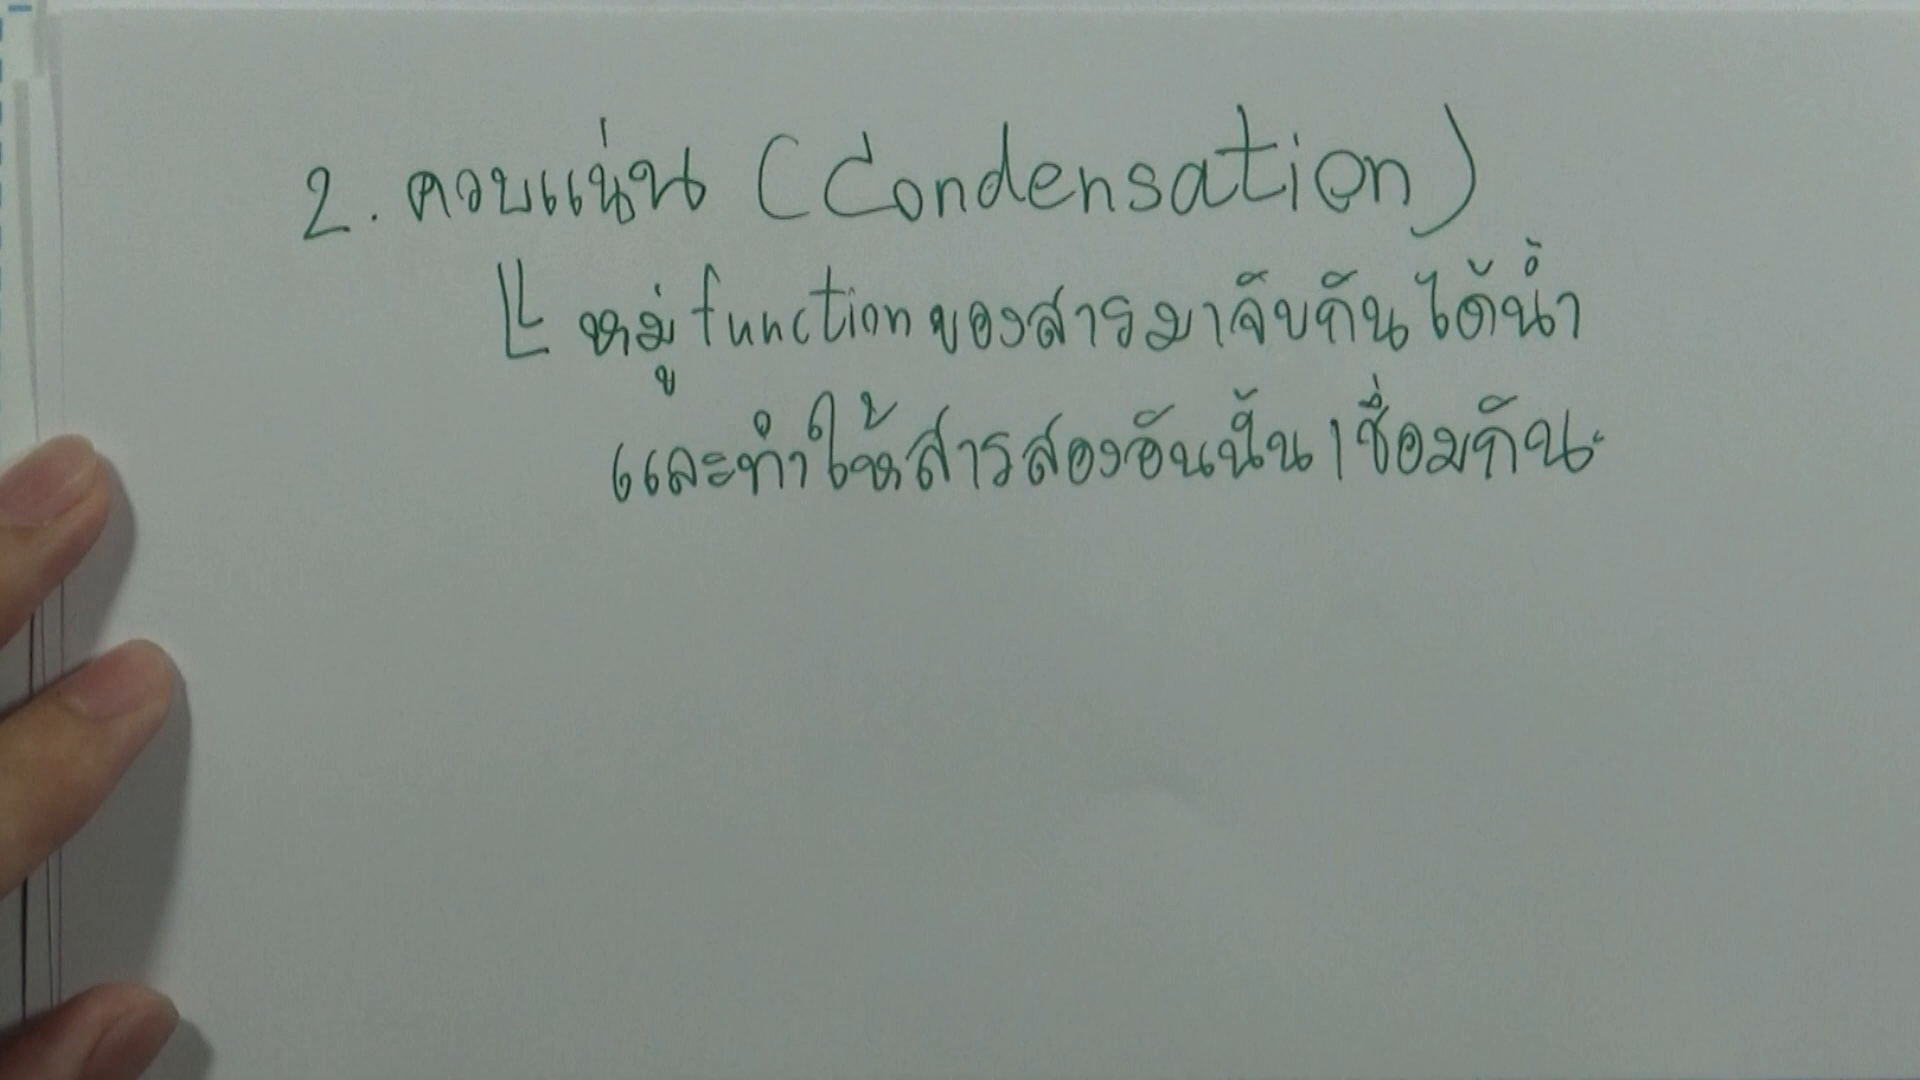 2. ควบแน่น (Condensation)
หมู่ function ของสารมาจับกัน ได้น้ำ
และทำให้สารสองอันนั้นเชื่อมกัน